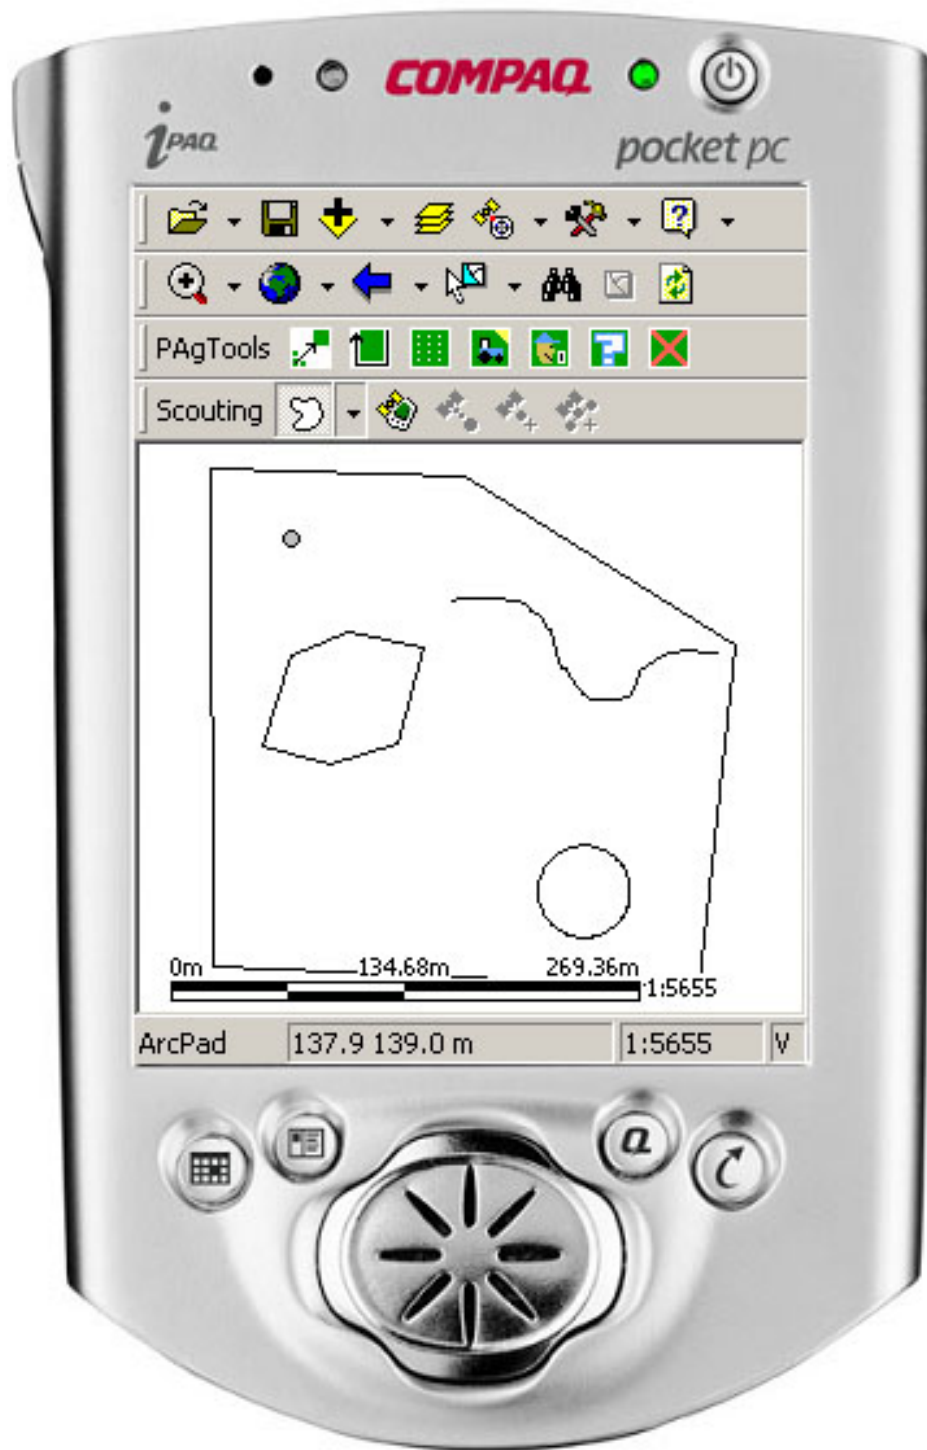 COMPAQ
iPAQ
pocket pc
?
PAgTools
?
Scouting
0m 134.68m 269.36m
1:5655
ArcPad 137.9 139.0 m 1:5655 V
Q